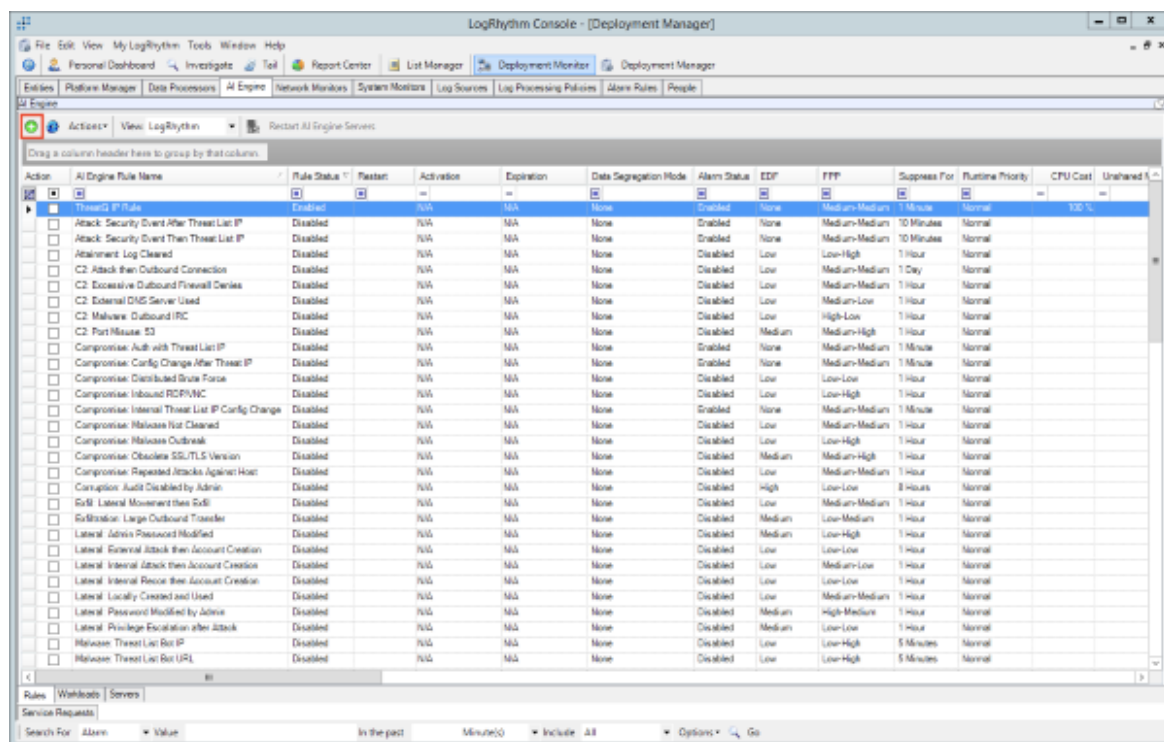 LogRhythm Console - [Deployment Manager]
File Edit View My LogRhythm Tools Window Help
Personal Dashboard Investigate Tail Report Center List Manager Deployment Monitor Deployment Manager
Entities Platform Manager Data Processors AI Engine Network Monitors System Monitors Log Sources Log Processing Policies Alarm Rules People
AI Engine
Actions View LogRhythm Restart AI Engine Servers
Drag a column header here to group by that column.
Action AI Engine Rule Name Rule Status Restart Activation Expiration Data Segregation Mode Alarm Status EDF FPP Suppress For Runtime Priority CPU Cost Unshared
ThreatQ IP Rule Enabled N/A N/A None Enabled None Medium-Medium 1 Minute Normal 100 %
Attack: Security Event After Threat List IP Disabled N/A N/A None Enabled None Medium-Medium 10 Minutes Normal
Attack: Security Event Then Threat List IP Disabled N/A N/A None Enabled None Medium-Medium 10 Minutes Normal
Attainment: Log Cleared Disabled N/A N/A None Disabled Low Low-High 1 Hour Normal
C2: Attack then Outbound Connection Disabled N/A N/A None Disabled Low Medium-Medium 1 Day Normal
C2: Excessive Outbound Firewall Denies Disabled N/A N/A None Disabled Low Medium-Medium 1 Hour Normal
C2: External DNS Server Used Disabled N/A N/A None Disabled Low Medium-Low 1 Hour Normal
C2: Malware: Outbound IRC Disabled N/A N/A None Disabled Low High-Low 1 Hour Normal
C2: Port Misuse: 53 Disabled N/A N/A None Disabled Medium Medium-High 1 Hour Normal
Compromise: Auth with Threat List IP Disabled N/A N/A None Enabled None Medium-Medium 1 Minute Normal
Compromise: Config Change After Threat IP Disabled N/A N/A None Enabled None Medium-Medium 1 Minute Normal
Compromise: Distributed Brute Force Disabled N/A N/A None Disabled Low Low-Low 1 Hour Normal
Compromise: Inbound RDP/VNC Disabled N/A N/A None Disabled Low Low-High 1 Hour Normal
Compromise: Internal Threat List IP Config Change Disabled N/A N/A None Enabled None Medium-Medium 1 Minute Normal
Compromise: Malware Not Cleaned Disabled N/A N/A None Disabled Low Medium-Medium 1 Hour Normal
Compromise: Malware Outbreak Disabled N/A N/A None Disabled Low Low-High 1 Hour Normal
Compromise: Obsolete SSL/TLS Version Disabled N/A N/A None Disabled Medium Medium-High 1 Hour Normal
Compromise: Repeated Attacks Against Host Disabled N/A N/A None Disabled Low Medium-Medium 1 Hour Normal
Corruption: Audit Disabled by Admin Disabled N/A N/A None Disabled High Low-Low 8 Hours Normal
Exfil: Lateral Movement then Exfil Disabled N/A N/A None Disabled Low Medium-Medium 1 Hour Normal
Exfiltration: Large Outbound Transfer Disabled N/A N/A None Disabled Medium Low-Medium 1 Hour Normal
Lateral: Admin Password Modified Disabled N/A N/A None Disabled Medium Low-High 1 Hour Normal
Lateral: External Attack then Account Creation Disabled N/A N/A None Disabled Low Low-Low 1 Hour Normal
Lateral: Internal Attack then Account Creation Disabled N/A N/A None Disabled Low Medium-Low 1 Hour Normal
Lateral: Internal Recon then Account Creation Disabled N/A N/A None Disabled Low Low-Low 1 Hour Normal
Lateral: Locally Created and Used Disabled N/A N/A None Disabled Low Medium-Medium 1 Hour Normal
Lateral: Password Modified by Admin Disabled N/A N/A None Disabled Medium High-Medium 1 Hour Normal
Lateral: Privilege Escalation after Attack Disabled N/A N/A None Disabled Medium Low-Low 1 Hour Normal
Malware: Threat List Bot IP Disabled N/A N/A None Disabled Low Low-High 5 Minutes Normal
Malware: Threat List Bot URL Disabled N/A N/A None Disabled Low Low-High 5 Minutes Normal
Rules Workloads Servers
Service Requests
Search For Alarm Value In the past Minute(s) Include All Options Go